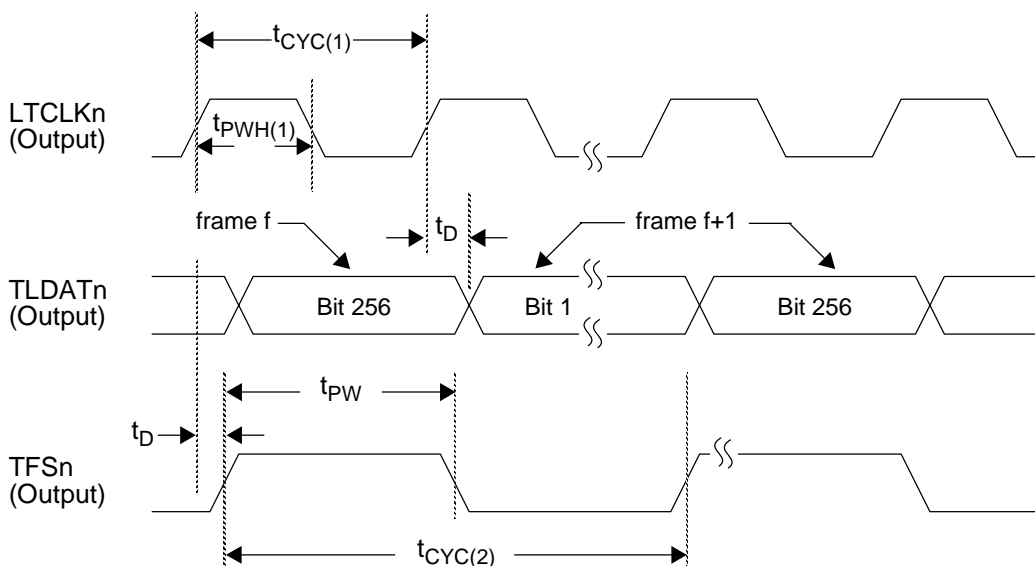 tCYC(1)
LTCLKn
(Output)
tPWH(1)
frame f
tD
frame f+1
TLDATn
(Output)
Bit 256
Bit 1
Bit 256
tPW
tD
TFSn
(Output)
tCYC(2)